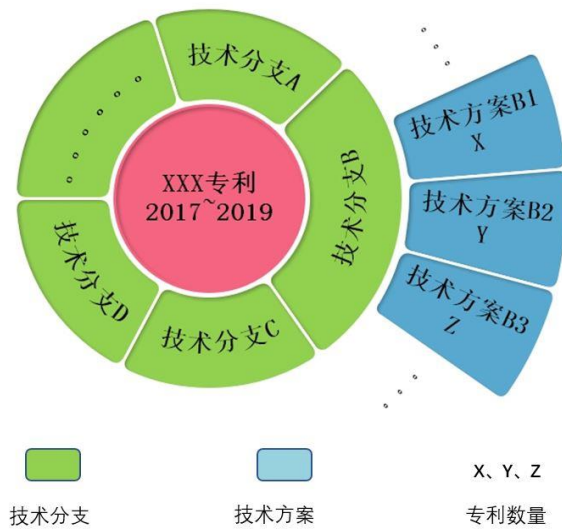 技术分支A
XXX专利
2017~2019
技术分支B
技术分支C
技术分支D
技术方案B1
X
技术方案B2
Y
技术方案B3
Z
技术分支
技术方案
X、Y、Z
专利数量